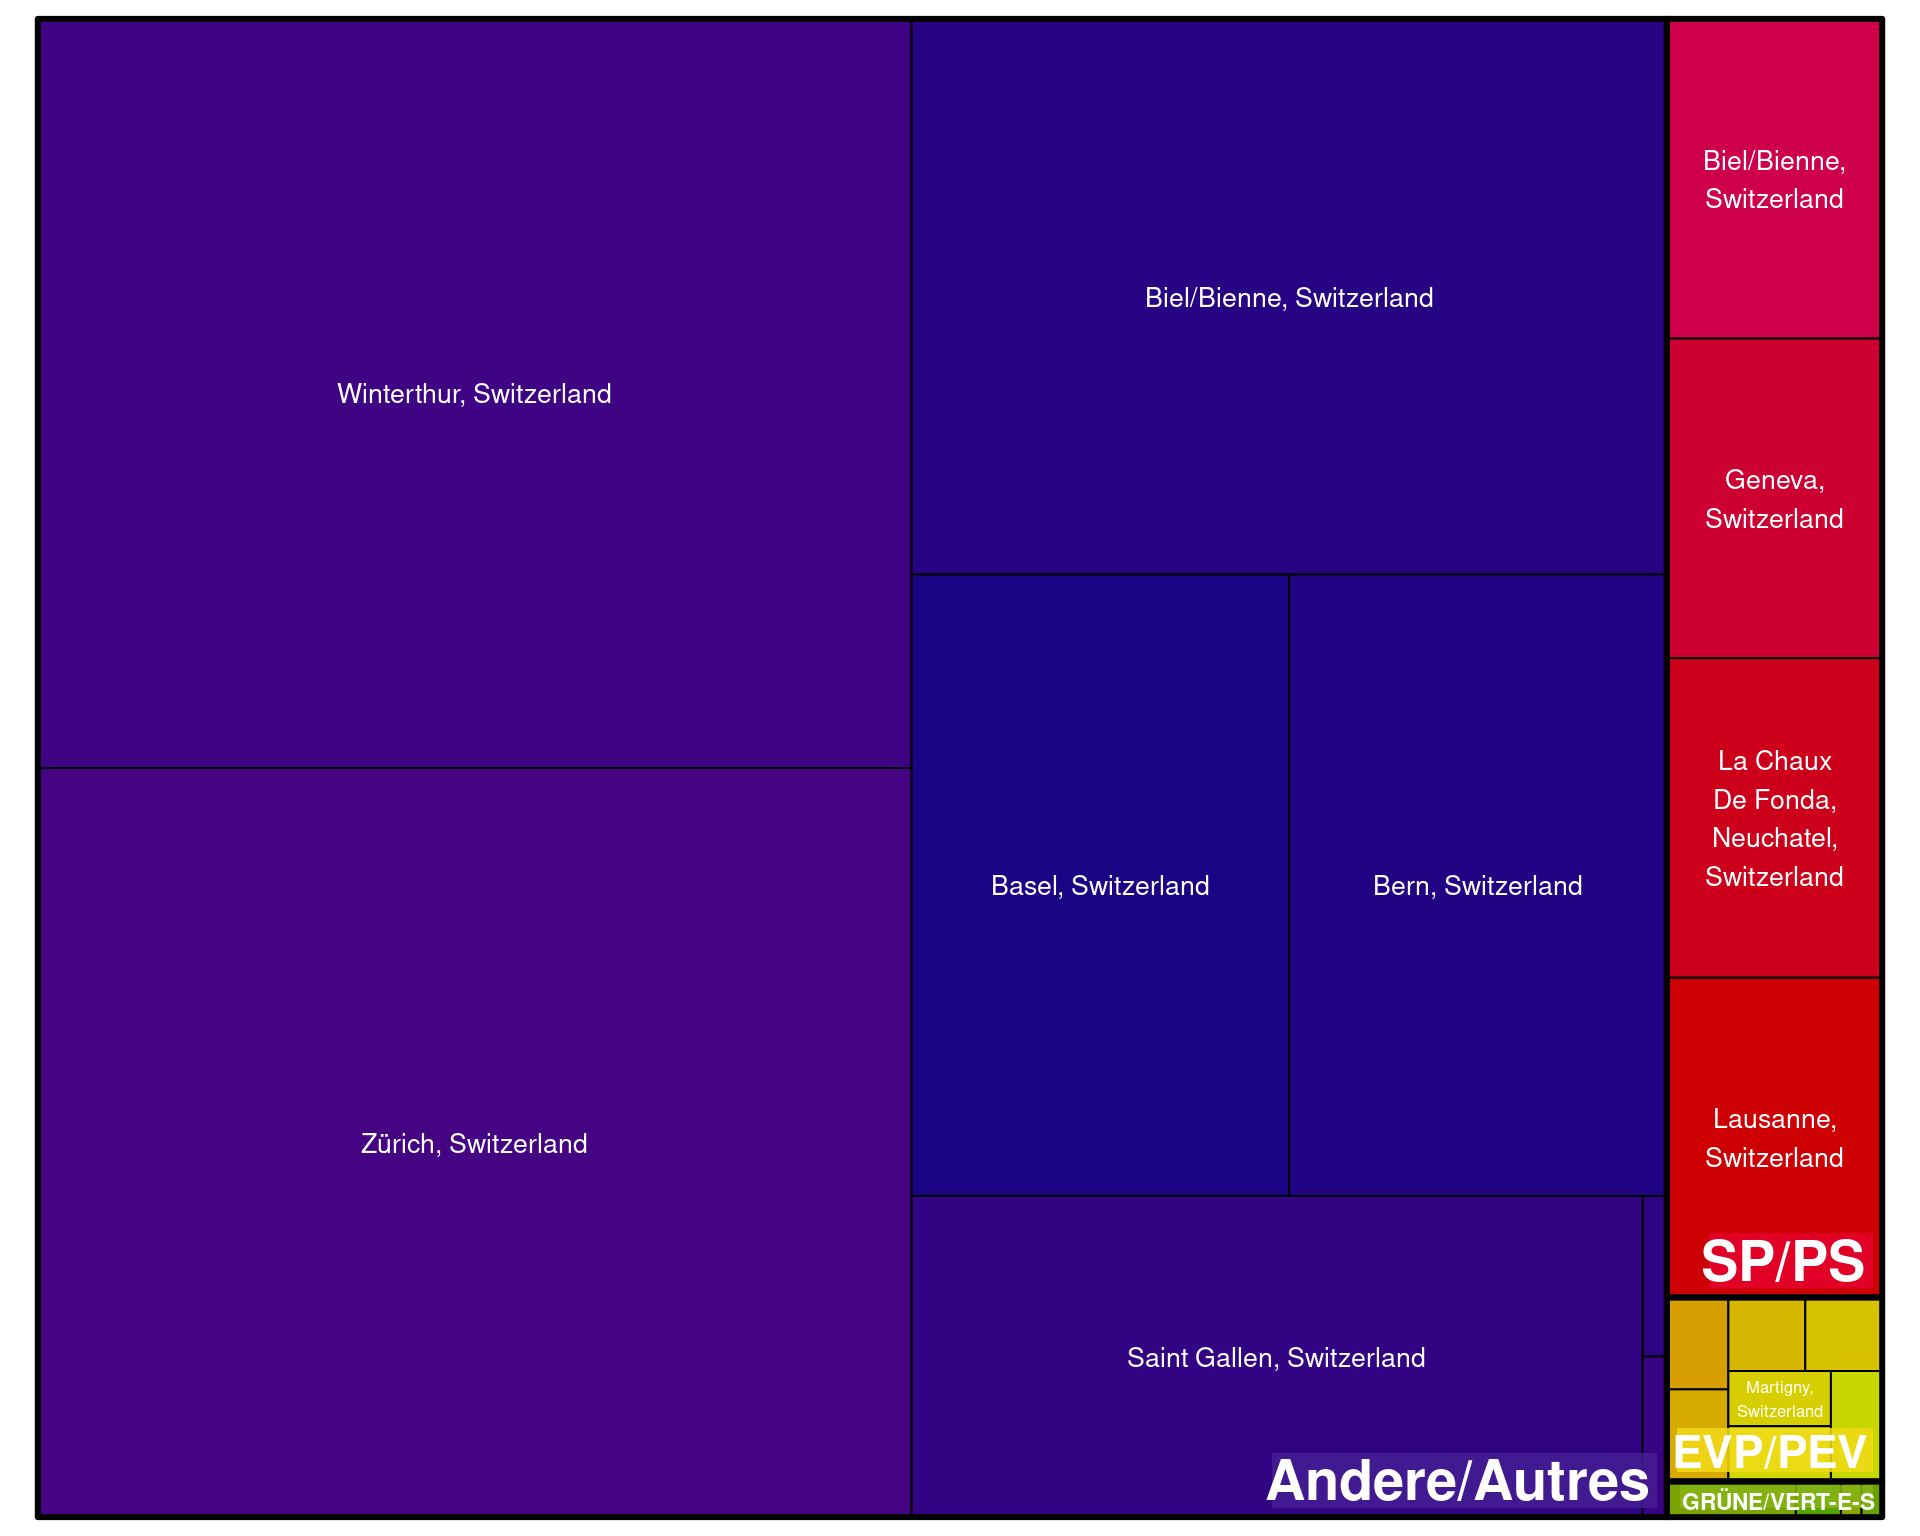 Winterthur, Switzerland
Zürich, Switzerland
Biel/Bienne, Switzerland
Basel, Switzerland
Bern, Switzerland
Saint Gallen, Switzerland
Andere/Autres
Biel/Bienne,
Switzerland
Geneva,
Switzerland
La Chaux
De Fonda,
Neuchatel,
Switzerland
Lausanne,
Switzerland
SP/PS
Martigny,
Switzerland
EVP/PEV
GRÜNE/VERT-E-S